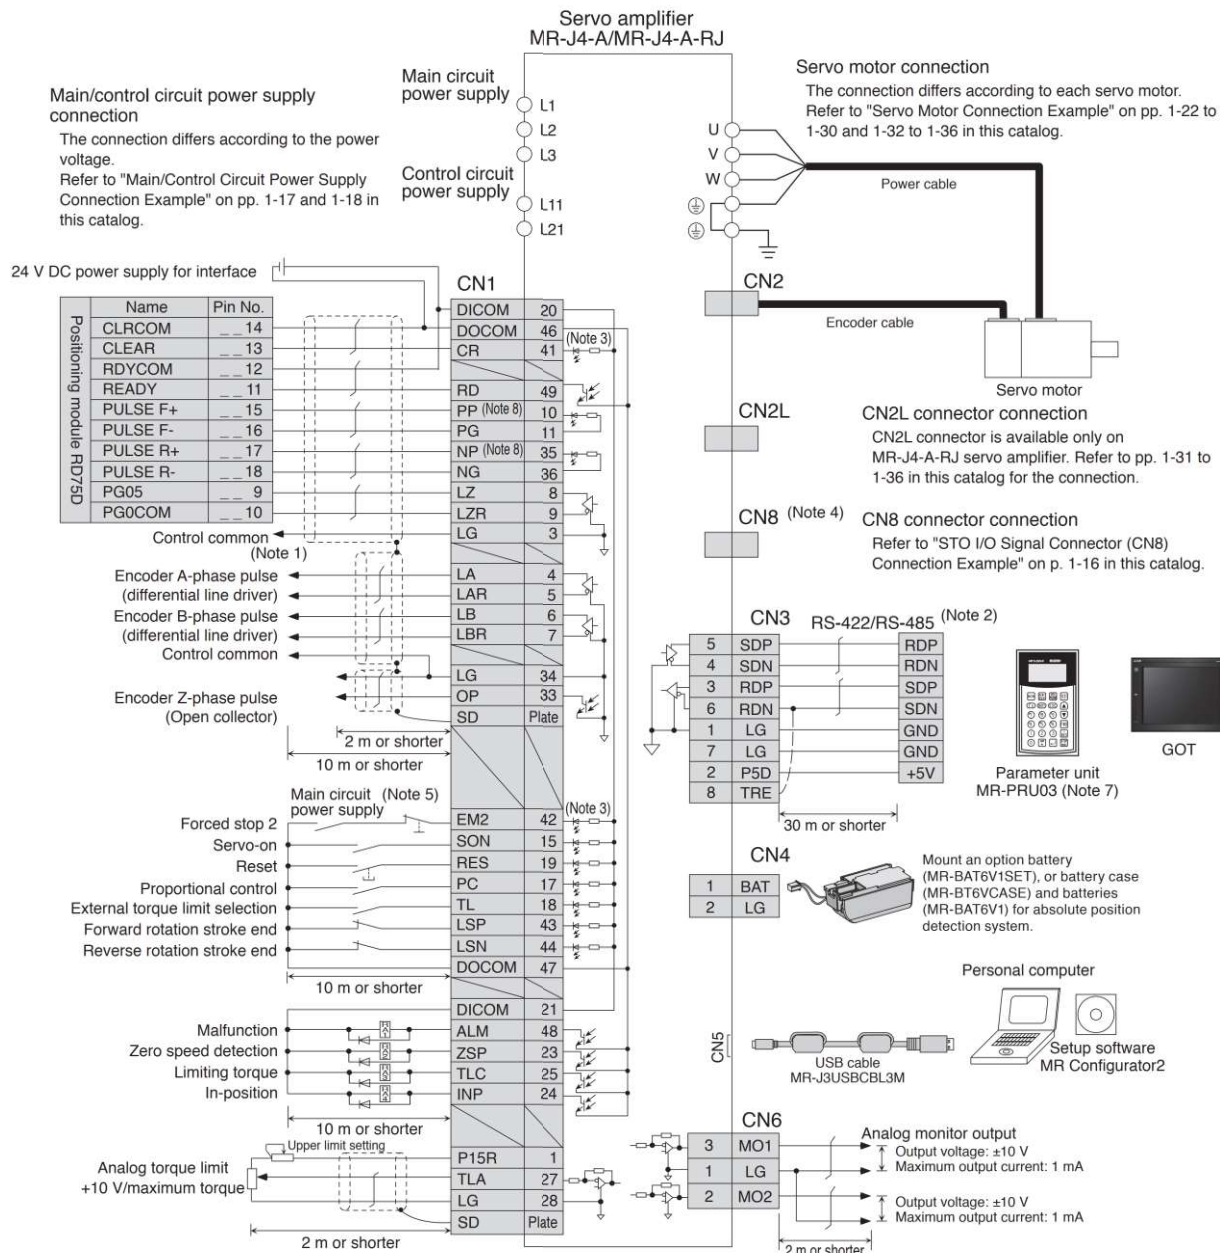 Servo amplifier
MR-J4-A/MR-J4-A-RJ
Main/control circuit power supply
connection
The connection differs according to the power
voltage.
Refer to "Main/Control Circuit Power Supply
Connection Example" on pp. 1-17 and 1-18 in
this catalog.
Main circuit
power supply
L1
L2
L3
Control circuit
power supply
L11
L21
U
V
W
Servo motor connection
The connection differs according to each servo motor.
Refer to "Servo Motor Connection Example" on pp. 1-22 to
1-30 and 1-32 to 1-36 in this catalog.
Power cable
CN2
Encoder cable
Servo motor
24 V DC power supply for interface
Positioning module RD75D
Name Pin No.
CLRCOM _ _ 14
CLEAR _ _ 13
RDYCOM _ _ 12
READY _ _ 11
PULSE F+ _ _ 15
PULSE F- _ _ 16
PULSE R+ _ _ 17
PULSE R- _ _ 18
PG05 _ _ 9
PG0COM _ _ 10
Control common
(Note 1)
Encoder A-phase pulse
(differential line driver)
Encoder B-phase pulse
(differential line driver)
Control common
Encoder Z-phase pulse
(Open collector)
2 m or shorter
10 m or shorter
CN1
DICOM 20
DOCOM 46
CR 41
(Note 3)
RD 49
PP (Note 8) 10
PG 11
NP (Note 8) 35
NG 36
LZ 8
LZR 9
LG 3
LA 4
LAR 5
LB 6
LBR 7
LG 34
OP 33
SD Plate
Main circuit (Note 5)
power supply
(Note 3)
Forced stop 2 EM2 42
Servo-on SON 15
Reset RES 19
Proportional control PC 17
External torque limit selection TL 18
Forward rotation stroke end LSP 43
Reverse rotation stroke end LSN 44
DOCOM 47
10 m or shorter
DICOM 21
Malfunction RA1 ALM 48
Zero speed detection RA2 ZSP 23
Limiting torque RA3 TLC 25
In-position RA4 INP 24
10 m or shorter
Upper limit setting
Analog torque limit
+10 V/maximum torque
P15R 1
TLA 27
LG 28
SD Plate
2 m or shorter
CN2L
CN2L connector connection
CN2L connector is available only on
MR-J4-A-RJ servo amplifier. Refer to pp. 1-31 to
1-36 in this catalog for the connection.
CN8 (Note 4)
CN8 connector connection
Refer to "STO I/O Signal Connector (CN8)
Connection Example" on p. 1-16 in this catalog.
CN3 RS-422/RS-485 (Note 2)
5 SDP RDP
4 SDN RDN
3 RDP SDP
6 RDN SDN
1 LG GND
7 LG GND
2 P5D +5V
8 TRE
30 m or shorter
Parameter unit
MR-PRU03 (Note 7)
GOT
CN4
1 BAT
2 LG
Mount an option battery
(MR-BAT6V1SET), or battery case
(MR-BT6VCASE) and batteries
(MR-BAT6V1) for absolute position
detection system.
Personal computer
CN5
USB cable
MR-J3USBCBL3M
Setup software
MR Configurator2
CN6
3 MO1
1 LG
2 MO2
Analog monitor output
Output voltage: ±10 V
Maximum output current: 1 mA
Output voltage: ±10 V
Maximum output current: 1 mA
2 m or shorter